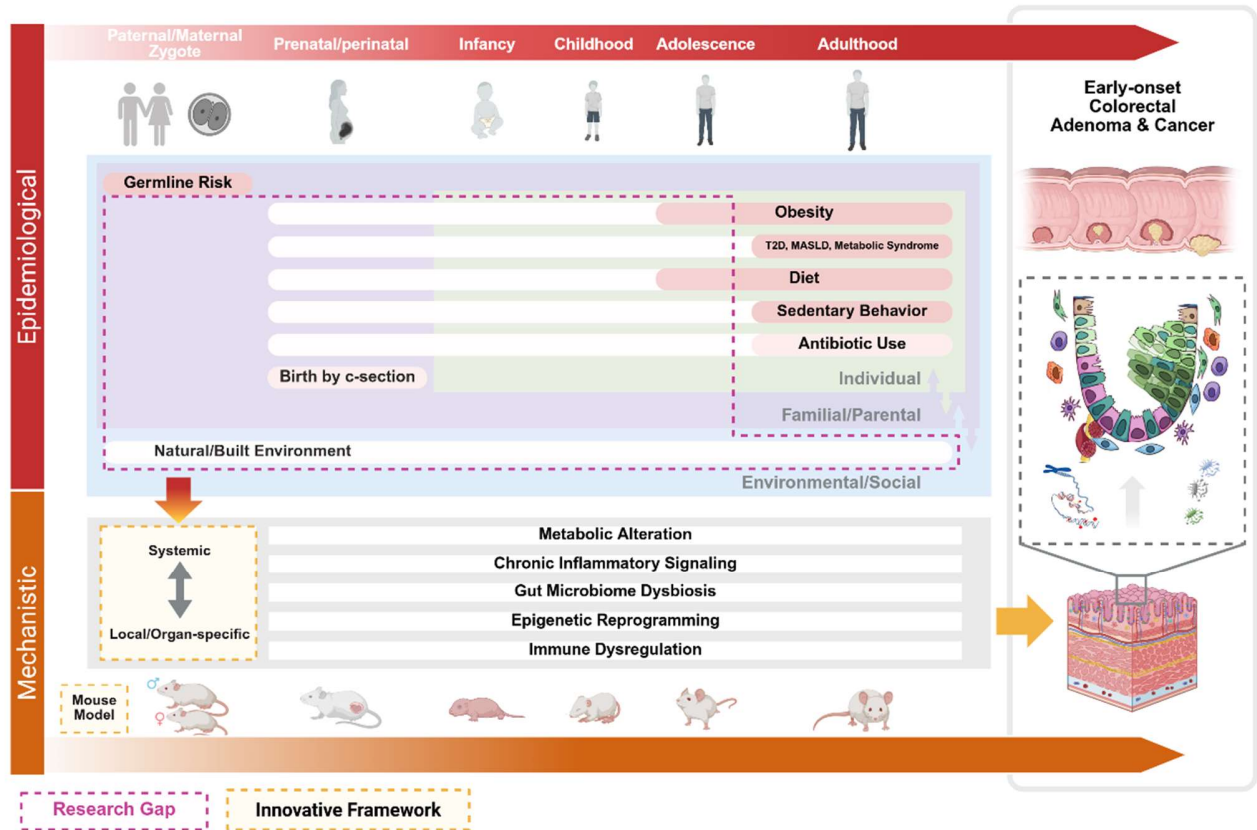 Paternal/Maternal
Zygote
Prenatal/perinatal
Infancy
Childhood
Adolescence
Adulthood
Early-onset
Colorectal
Adenoma & Cancer
Epidemiological
Germline Risk
Obesity
T2D, MASLD, Metabolic Syndrome
Diet
Sedentary Behavior
Antibiotic Use
Birth by c-section
Individual
Familial/Parental
Natural/Built Environment
Environmental/Social
Mechanistic
Systemic
Local/Organ-specific
Metabolic Alteration
Chronic Inflammatory Signaling
Gut Microbiome Dysbiosis
Epigenetic Reprogramming
Immune Dysregulation
Mouse
Model
♂
♀
Research Gap
Innovative Framework